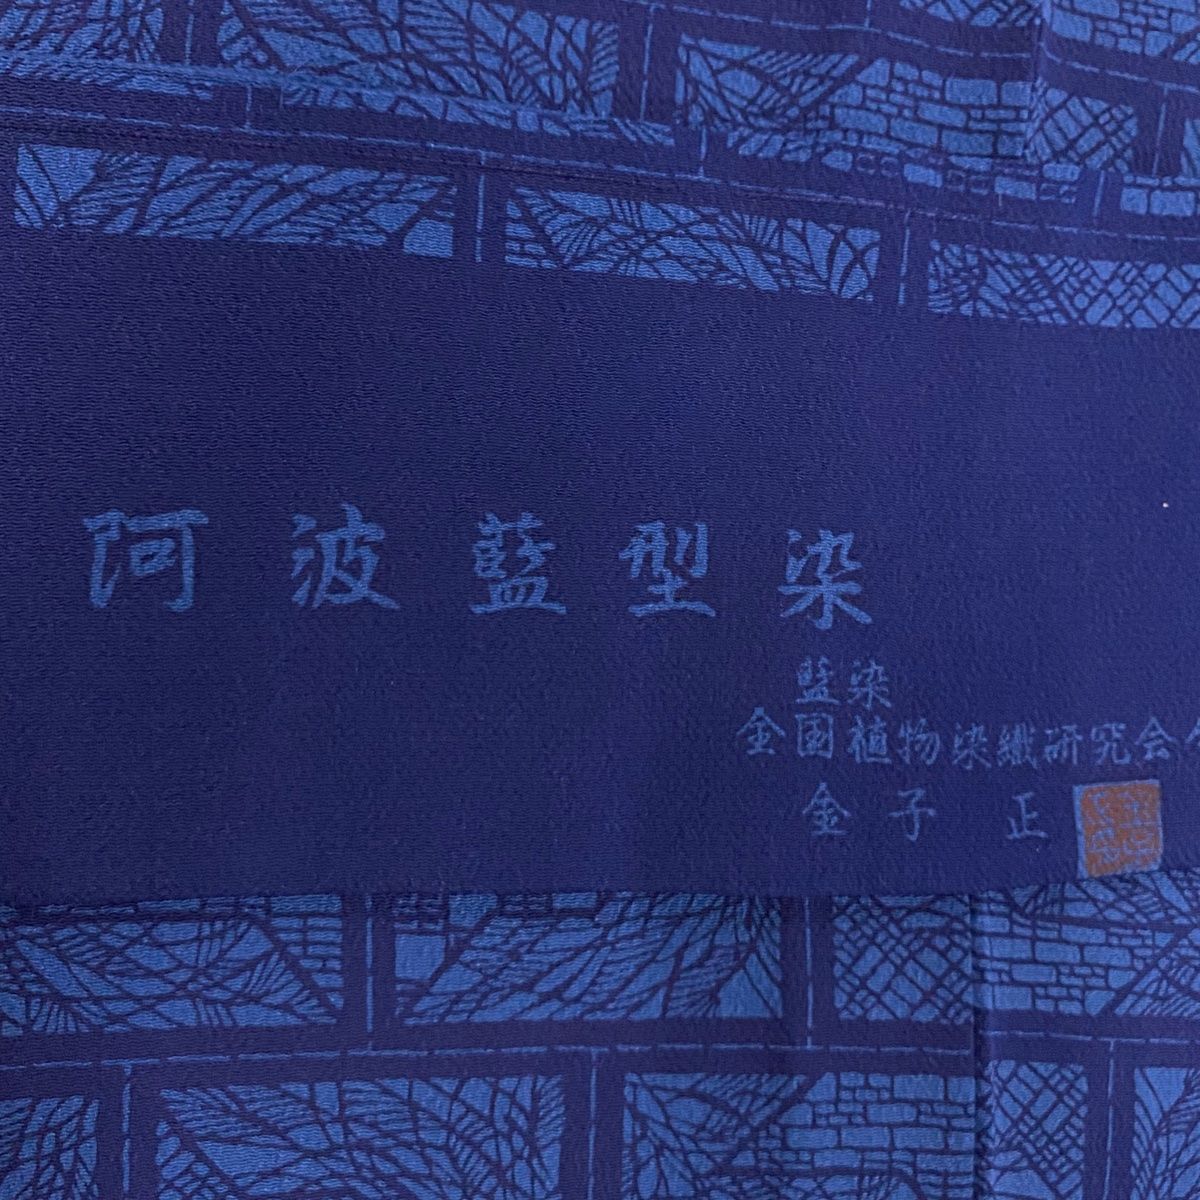 阿波藍型染
藍染
全国植物染織研究会
金子 正